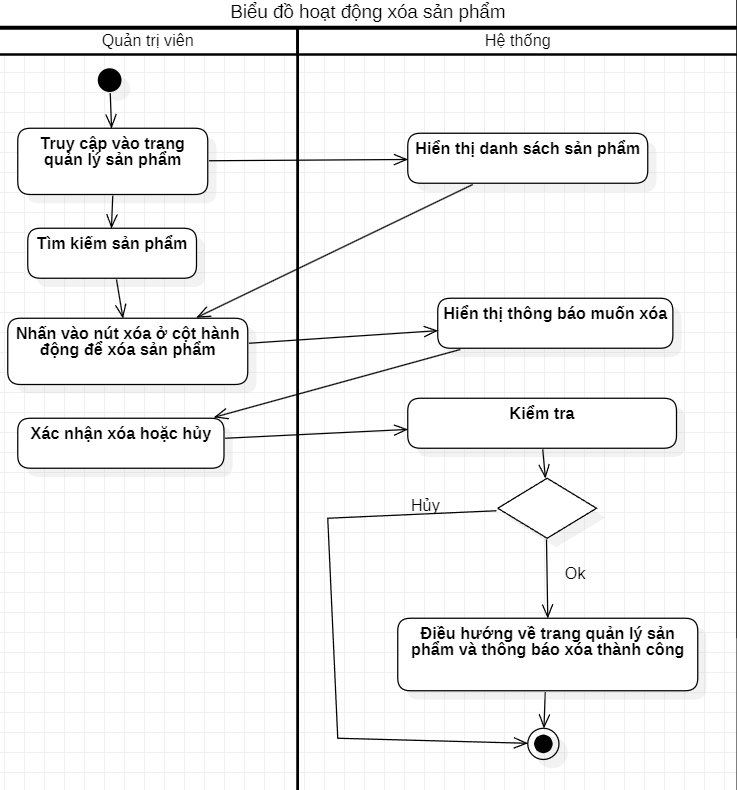 Biểu đồ hoạt động xóa sản phẩm
Quản trị viên
Hệ thống
Truy cập vào trang
quản lý sản phẩm
Hiển thị danh sách sản phẩm
Tìm kiếm sản phẩm
Nhấn vào nút xóa ở cột hành
động để xóa sản phẩm
Hiển thị thông báo muốn xóa
Xác nhận xóa hoặc hủy
Kiểm tra
Hủy
Ok
Điều hướng về trang quản lý sản
phẩm và thông báo xóa thành công